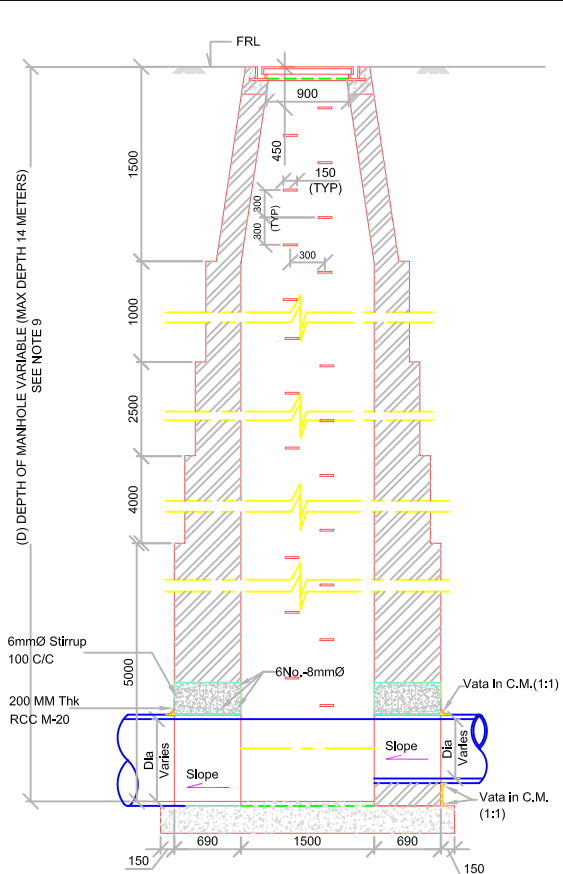 FRL
900
450
1500
150
(TYP)
300
300
(TYP)
300
1000
2500
4000
5000
(D) DEPTH OF MANHOLE VARIABLE (MAX DEPTH 14 METERS)
SEE NOTE 9
6mmØ Stirrup
100 C/C
200 MM Thk
RCC M-20
6No.-8mmØ
Vata In C.M.(1:1)
Dia
Varies
Slope
Slope
Dia
Varies
Vata in C.M.
(1:1)
690
1500
690
150
150